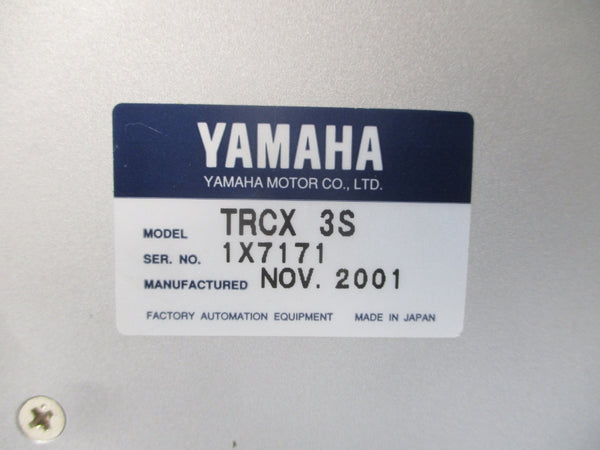 YAMAHA
YAMAHA MOTOR CO., LTD.
MODEL TRCX 3S
SER. NO. 1X7171
MANUFACTURED NOV. 2001
FACTORY AUTOMATION EQUIPMENT MADE IN JAPAN